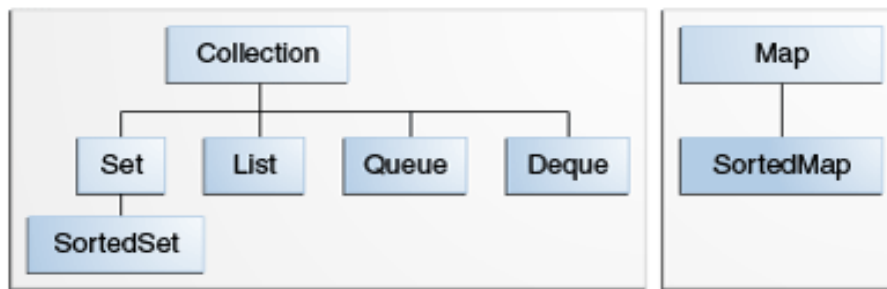 Collection
Map
Set
List
Queue
Deque
SortedMap
SortedSet